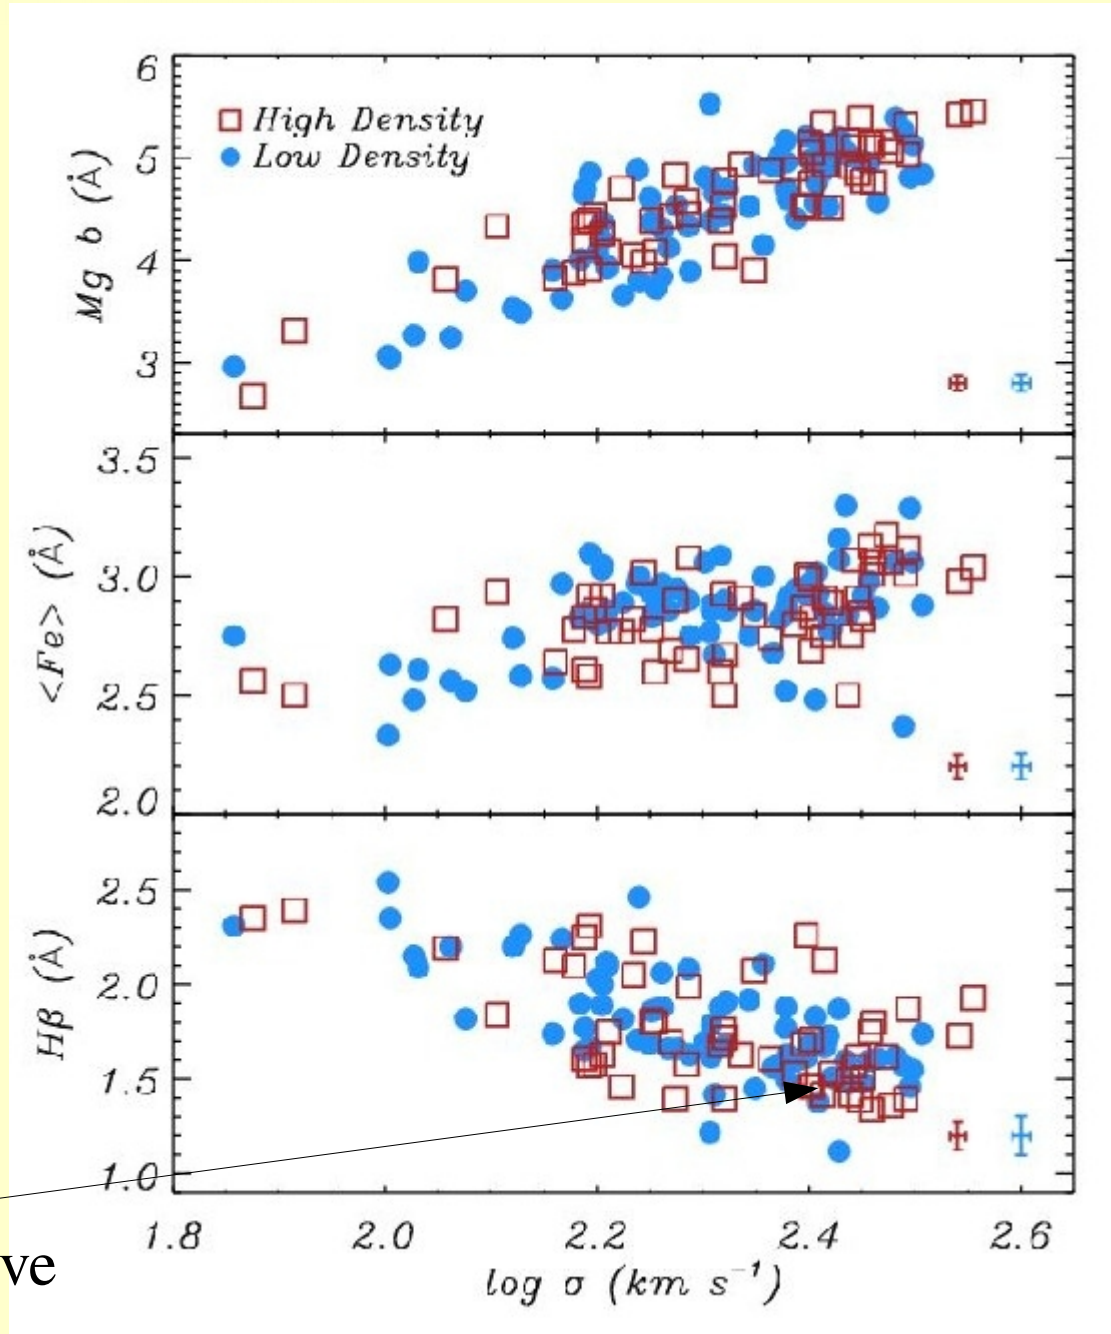 6
High Density
Low Density
5
4
3
Mg b (Å)
3.5
3.0
2.5
2.0
<Fe> (Å)
2.5
2.0
1.5
1.0
Hβ (Å)
1.8 2.0 2.2 2.4 2.6
log σ (km s⁻¹)
ve